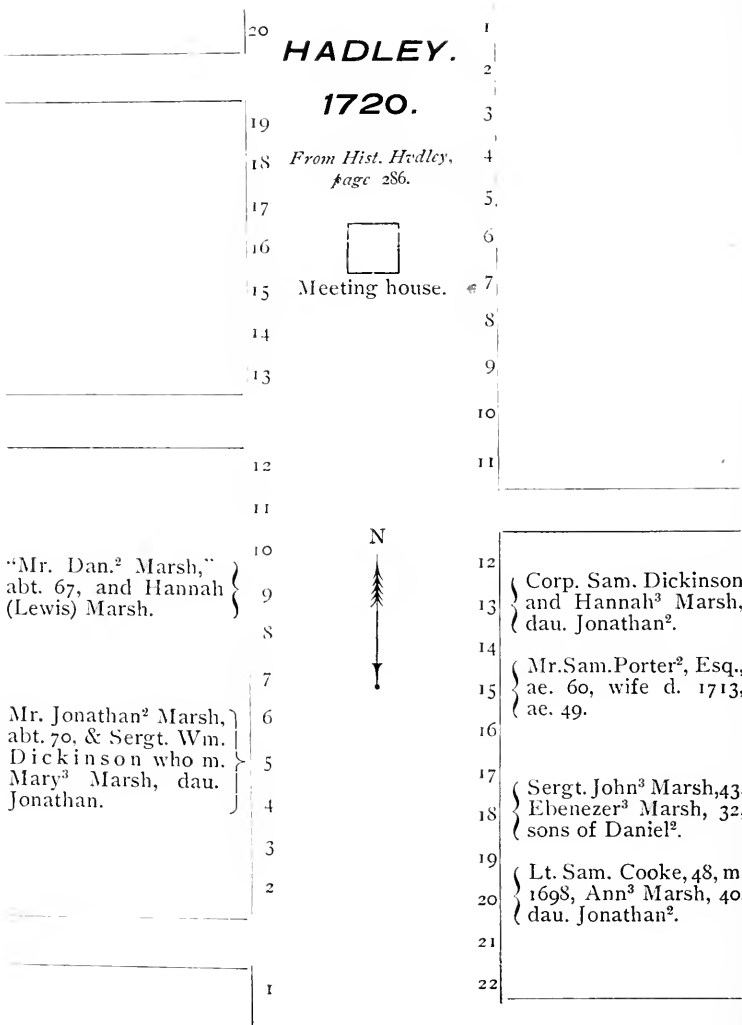 HADLEY.
1720.
From Hist. Hadley,
page 286.
Meeting house.
20
19
18
17
16
15
14
13
12
11
10
9
8
7
6
5
4
3
2
1
"Mr. Dan.² Marsh,"
abt. 67, and Hannah
(Lewis) Marsh.
Mr. Jonathan² Marsh,
abt. 70, & Sergt. Wm.
Dickinson who m.
Mary³ Marsh, dau.
Jonathan.
N
1
2
3
4
5.
6
7
8
9
10
11
12
13
14
15
16
17
18
19
20
21
22
Corp. Sam. Dickinson
and Hannah³ Marsh,
dau. Jonathan².
Mr. Sam. Porter², Esq.,
ae. 60, wife d. 1713,
ae. 49.
Sergt. John³ Marsh, 43.
Ebenezer³ Marsh, 32,
sons of Daniel².
Lt. Sam. Cooke, 48, m
1698, Ann³ Marsh, 40
dau. Jonathan².